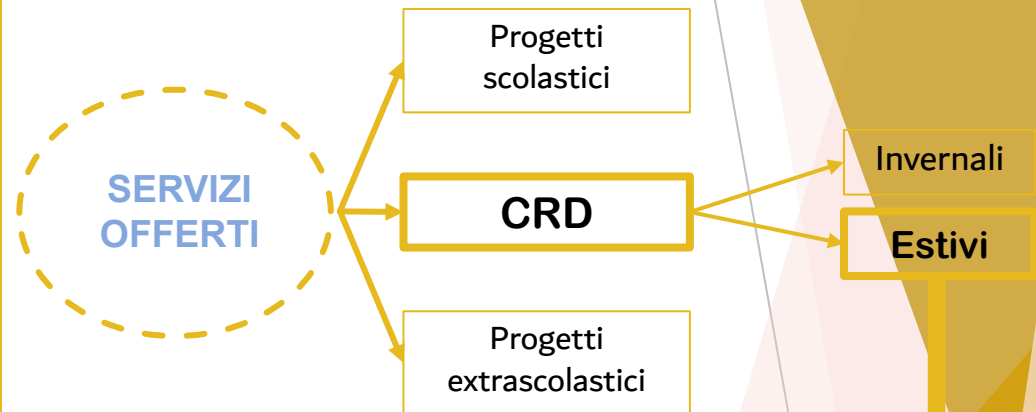 Progetti
scolastici
SERVIZI
OFFERTI
CRD
Invernali
Estivi
Progetti
extrascolastici